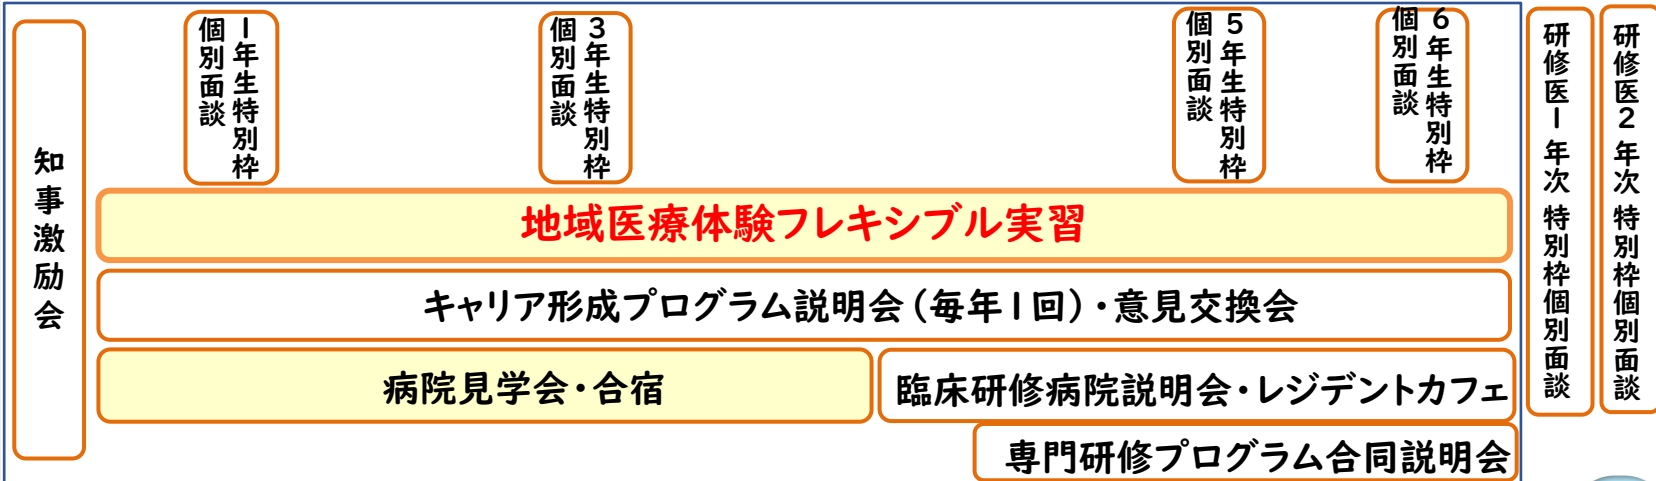 知事激励会
1年生特別枠
個別面談
3年生特別枠
個別面談
5年生特別枠
個別面談
6年生特別枠
個別面談
研修医1年次 特別枠個別面談
研修医2年次 特別枠個別面談
地域医療体験フレキシブル実習
キャリア形成プログラム説明会（毎年1回）・意見交換会
病院見学会・合宿
臨床研修病院説明会・レジデントカフェ
専門研修プログラム合同説明会